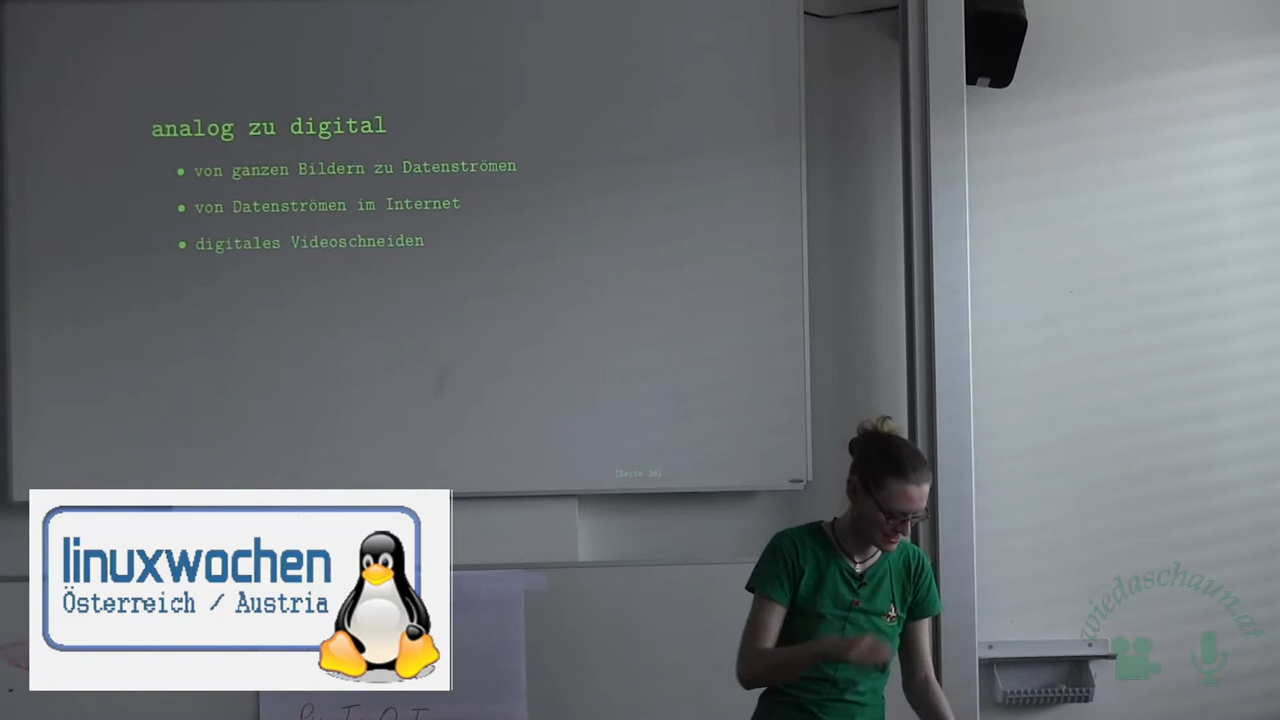 analog zu digital
• von ganzen Bildern zu Datenströmen
• von Datenströmen im Internet
• digitales Videoschneiden
[Seite 20]
linuxwochen
Österreich / Austria
wiedaschaun.at